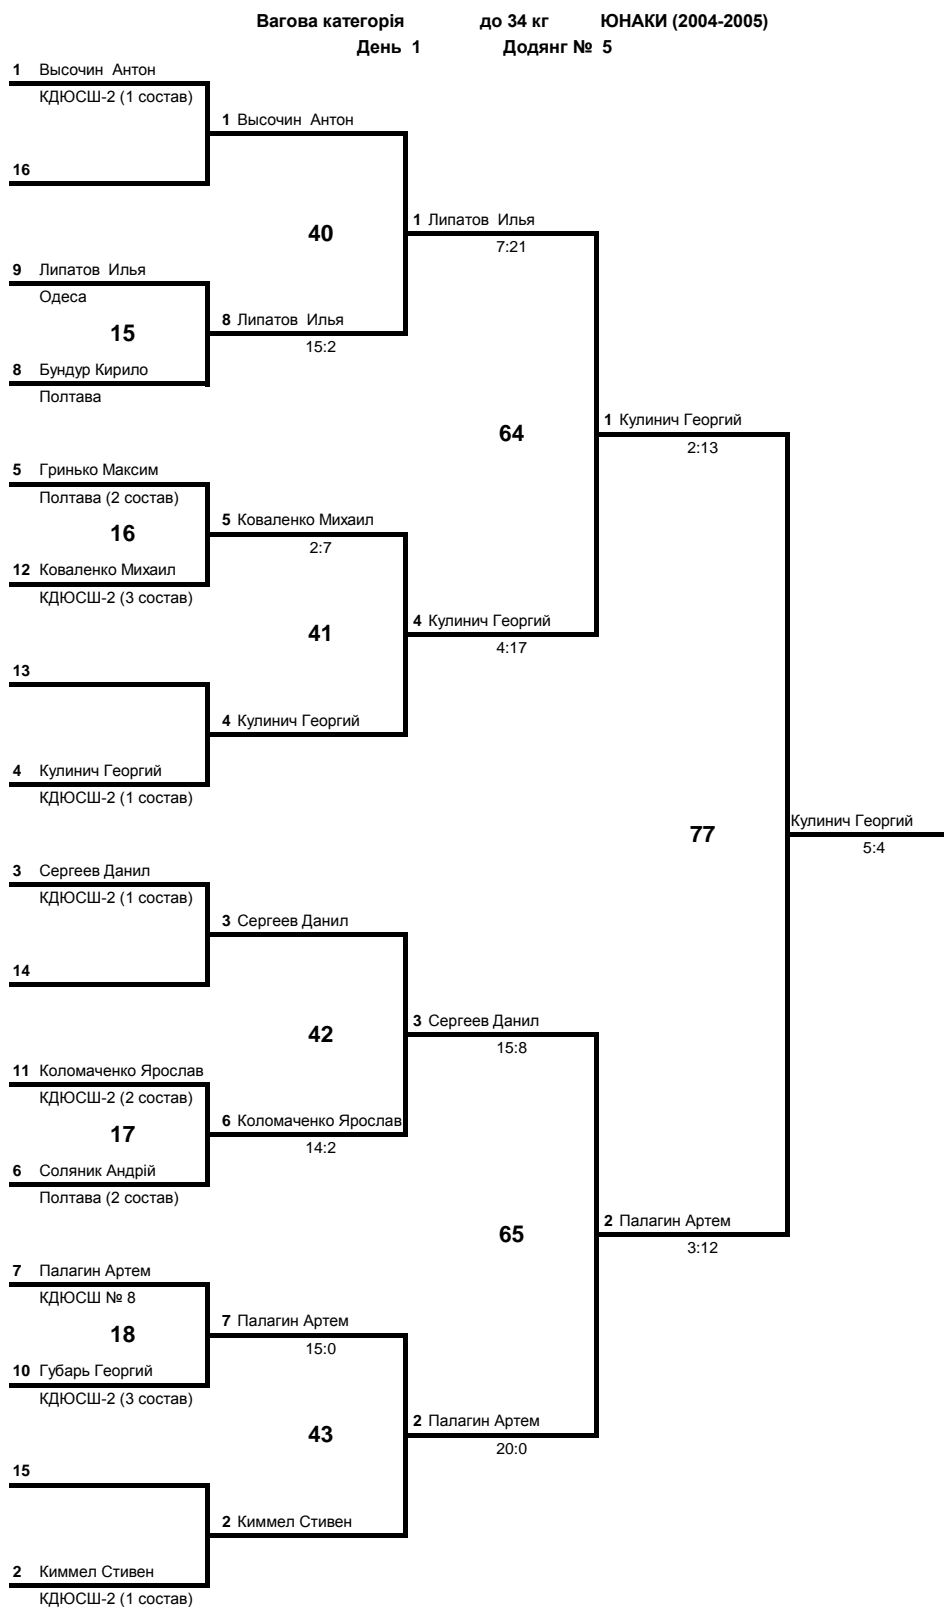 Вагова категорія до 34 кг ЮНАКИ (2004-2005)
День 1 Додянг № 5
1 Высочин Антон
КДЮСШ-2 (1 состав)
1 Высочин Антон
16
40
1 Липатов Илья
7:21
9 Липатов Илья
Одеса
15
8 Липатов Илья
15:2
8 Бундур Кирило
Полтава
64
1 Кулинич Георгий
2:13
5 Гринько Максим
Полтава (2 состав)
16
5 Коваленко Михаил
2:7
12 Коваленко Михаил
КДЮСШ-2 (3 состав)
41
4 Кулинич Георгий
4:17
13
4 Кулинич Георгий
4 Кулинич Георгий
КДЮСШ-2 (1 состав)
77
Кулинич Георгий
5:4
3 Сергеев Данил
КДЮСШ-2 (1 состав)
3 Сергеев Данил
14
42
3 Сергеев Данил
15:8
11 Коломаченко Ярослав
КДЮСШ-2 (2 состав)
17
6 Коломаченко Ярослав
14:2
6 Соляник Андрій
Полтава (2 состав)
65
2 Палагин Артем
3:12
7 Палагин Артем
КДЮСШ № 8
18
7 Палагин Артем
15:0
10 Губарь Георгий
КДЮСШ-2 (3 состав)
43
2 Палагин Артем
20:0
15
2 Киммел Стивен
2 Киммел Стивен
КДЮСШ-2 (1 состав)